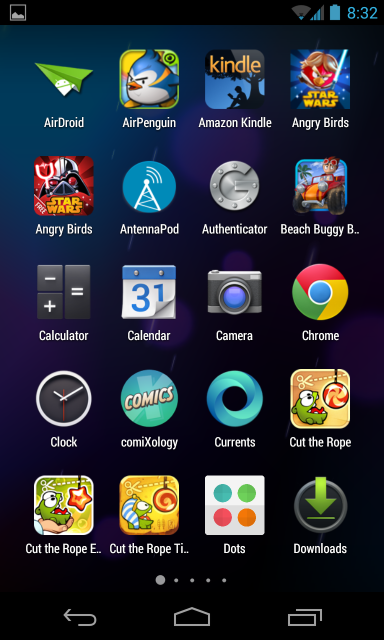 8:32
kindle
STAR
WARS
AirDroid
AirPenguin
Amazon Kindle
Angry Birds
STAR
WARS
FREE
Angry Birds
AntennaPod
Authenticator
Beach Buggy B..
31
Calculator
Calendar
Camera
Chrome
COMICS
Clock
comiXology
Currents
Cut the Rope
Cut the Rope E..
Cut the Rope Ti..
Dots
Downloads